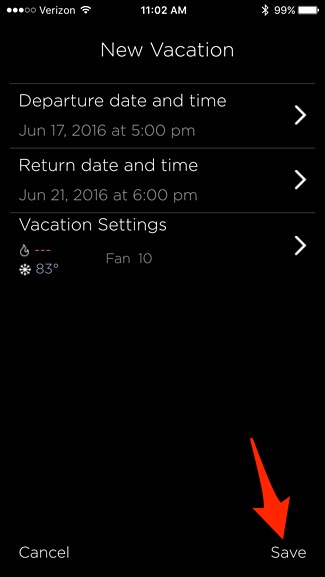 Verizon 11:02 AM 99%
New Vacation
Departure date and time
Jun 17, 2016 at 5:00 pm
Return date and time
Jun 21, 2016 at 6:00 pm
Vacation Settings
---
Fan 10
83°
Cancel Save